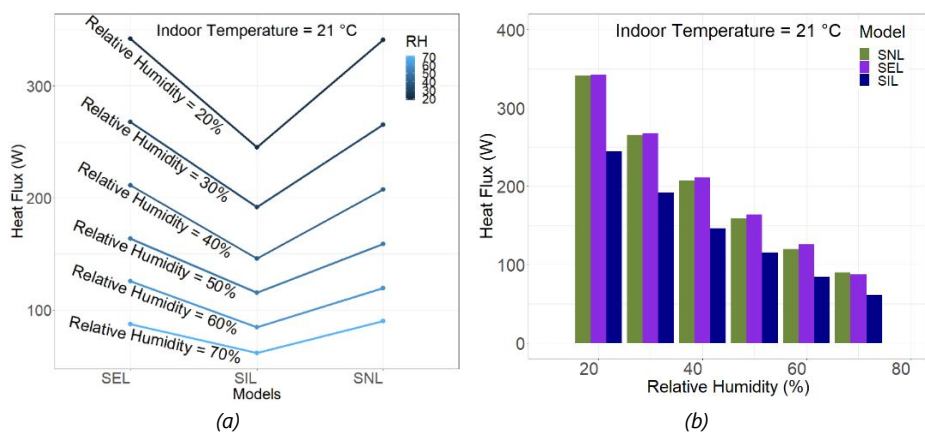 Indoor Temperature = 21 °C
RH
70
60
50
40
30
20
Relative Humidity = 20%
Relative Humidity = 30%
Relative Humidity = 40%
Relative Humidity = 50%
Relative Humidity = 60%
Relative Humidity = 70%
300
200
100
Heat Flux (W)
SEL
SIL
SNL
Models
(a)
Indoor Temperature = 21 °C
Model
SNL
SEL
SIL
400
300
200
100
0
Heat Flux (W)
20
40
60
80
Relative Humidity (%)
(b)